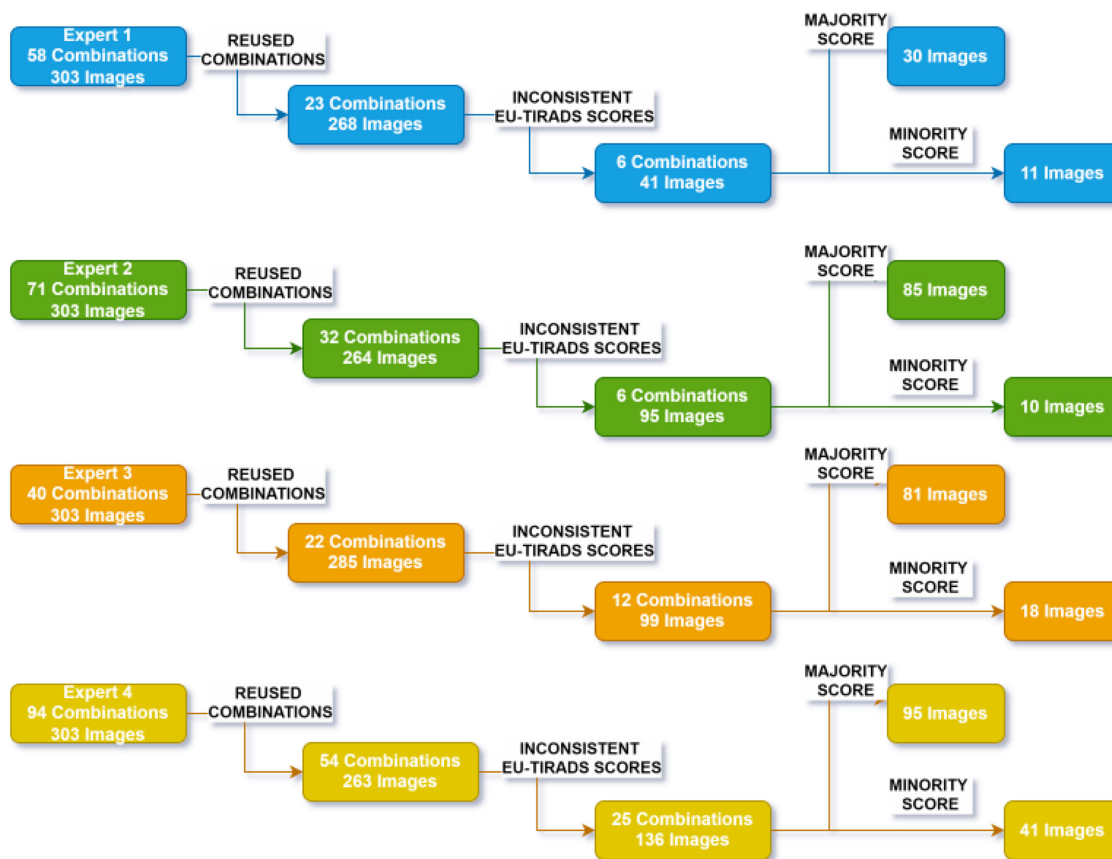 Expert 1
58 Combinations
303 Images
REUSED
COMBINATIONS
23 Combinations
268 Images
INCONSISTENT
EU-TIRADS SCORES
6 Combinations
41 Images
MAJORITY
SCORE
30 Images
MINORITY
SCORE
11 Images
Expert 2
71 Combinations
303 Images
REUSED
COMBINATIONS
32 Combinations
264 Images
INCONSISTENT
EU-TIRADS SCORES
6 Combinations
95 Images
MAJORITY
SCORE
85 Images
MINORITY
SCORE
10 Images
Expert 3
40 Combinations
303 Images
REUSED
COMBINATIONS
22 Combinations
285 Images
INCONSISTENT
EU-TIRADS SCORES
12 Combinations
99 Images
MAJORITY
SCORE
81 Images
MINORITY
SCORE
18 Images
Expert 4
94 Combinations
303 Images
REUSED
COMBINATIONS
54 Combinations
263 Images
INCONSISTENT
EU-TIRADS SCORES
25 Combinations
136 Images
MAJORITY
SCORE
95 Images
MINORITY
SCORE
41 Images